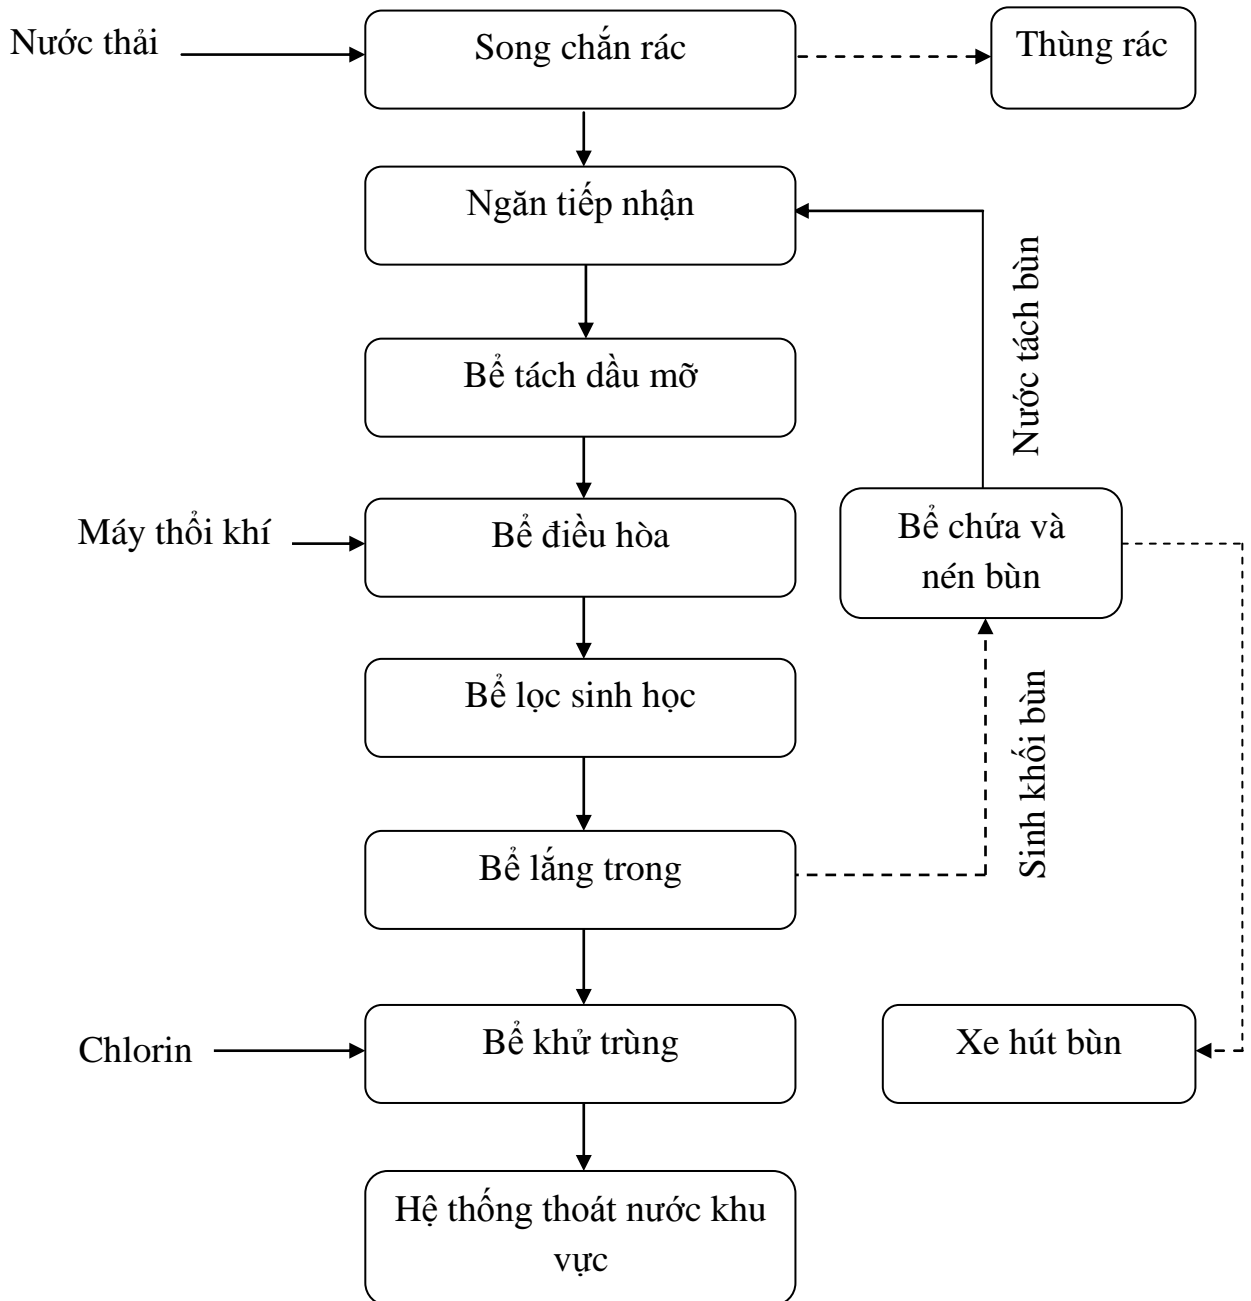 Nước thải
Song chắn rác
Thùng rác
Ngăn tiếp nhận
Nước tách bùn
Bể tách dầu mỡ
Máy thổi khí
Bể điều hòa
Bể chứa và
nén bùn
Bể lọc sinh học
Sinh khối bùn
Bể lắng trong
Chlorin
Bể khử trùng
Xe hút bùn
Hệ thống thoát nước khu
vực